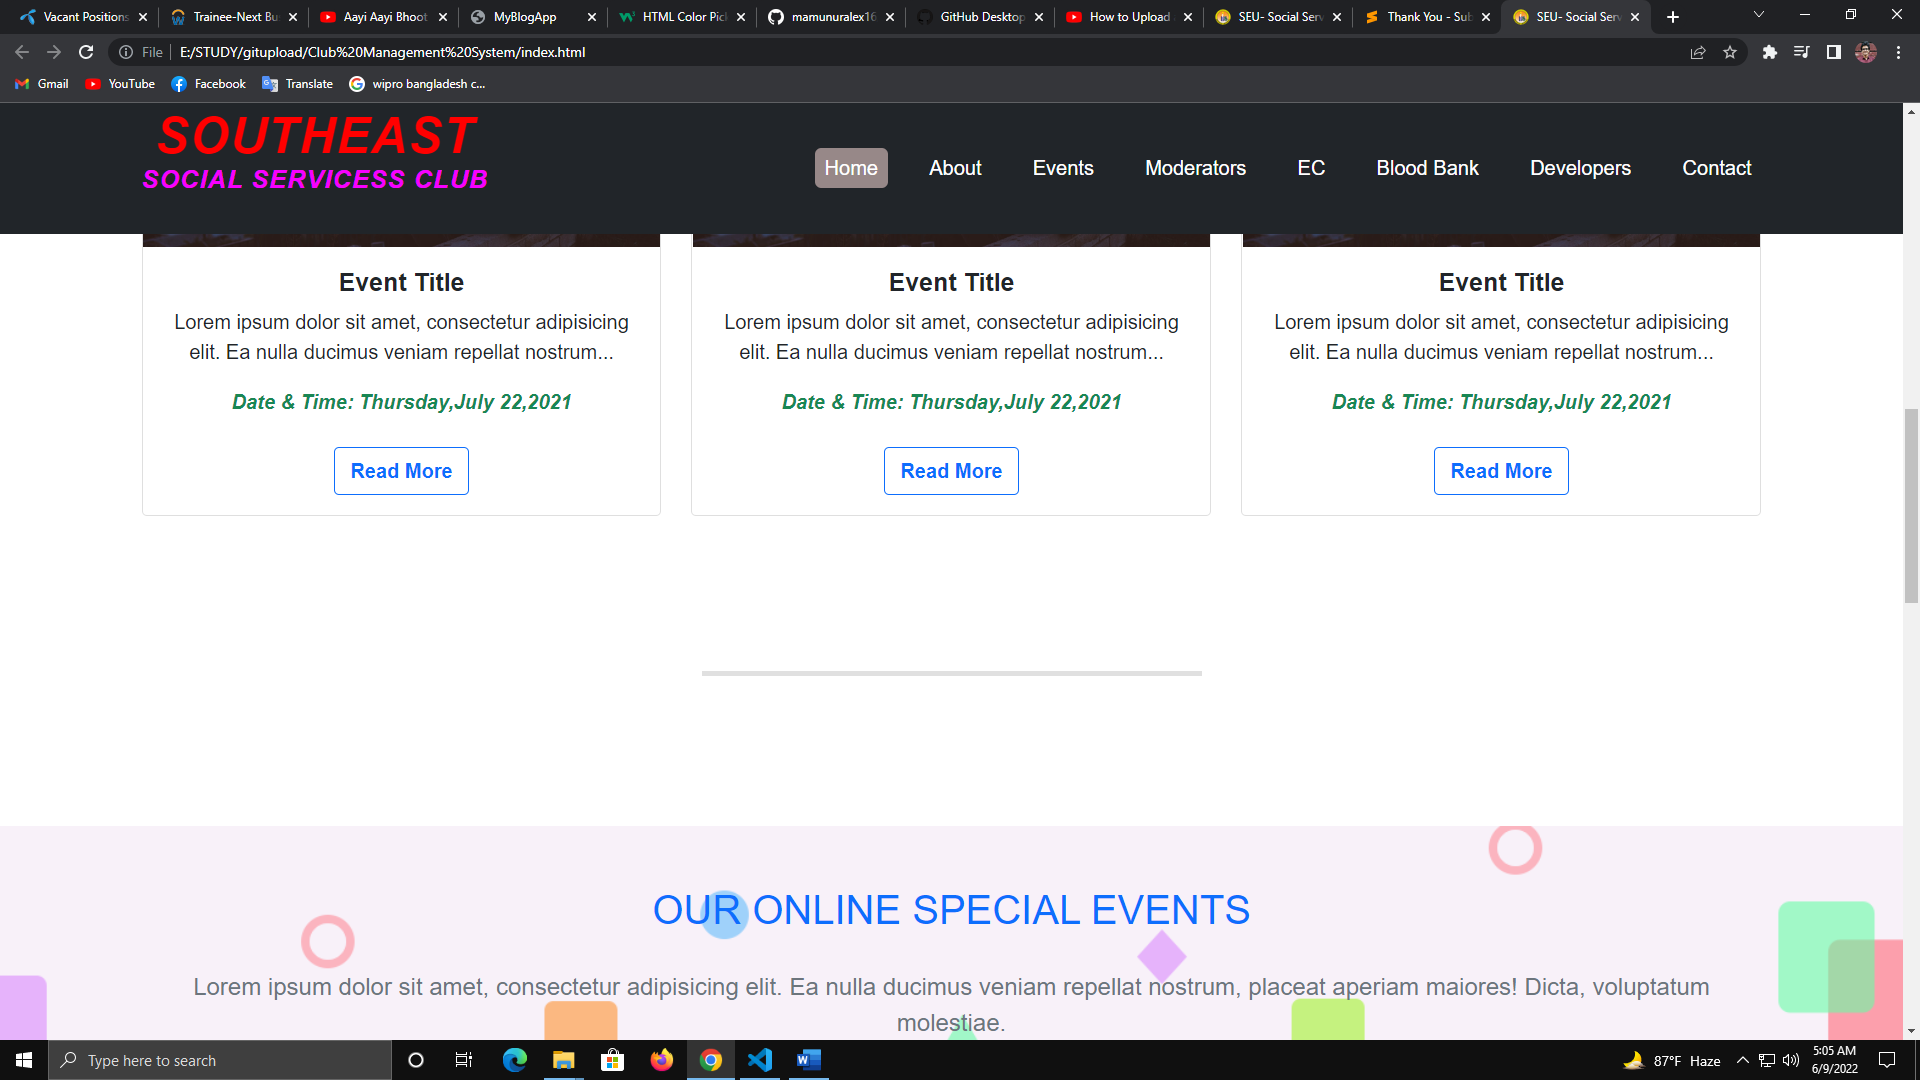 Vacant Positions
Trainee-Next Bu
Aayi Aayi Bhoot
MyBlogApp
HTML Color Pic
mamunuralex16
GitHub Desktop
How to Upload
SEU- Social Serv
Thank You - Sub
SEU- Social Serv
File
E:/STUDY/gitupload/Club%20Management%20System/index.html
Gmail
YouTube
Facebook
Translate
wipro bangladesh c...
SOUTHEAST
SOCIAL SERVICESS CLUB
Home About Events Moderators EC Blood Bank Developers Contact
Event Title
Lorem ipsum dolor sit amet, consectetur adipisicing
elit. Ea nulla ducimus veniam repellat nostrum...
Date & Time: Thursday,July 22,2021
Read More
Event Title
Lorem ipsum dolor sit amet, consectetur adipisicing
elit. Ea nulla ducimus veniam repellat nostrum...
Date & Time: Thursday,July 22,2021
Read More
Event Title
Lorem ipsum dolor sit amet, consectetur adipisicing
elit. Ea nulla ducimus veniam repellat nostrum...
Date & Time: Thursday,July 22,2021
Read More
OUR ONLINE SPECIAL EVENTS
Lorem ipsum dolor sit amet, consectetur adipisicing elit. Ea nulla ducimus veniam repellat nostrum, placeat aperiam maiores! Dicta, voluptatum
molestiae.
Type here to search
87°F Haze
5:05 AM
6/9/2022